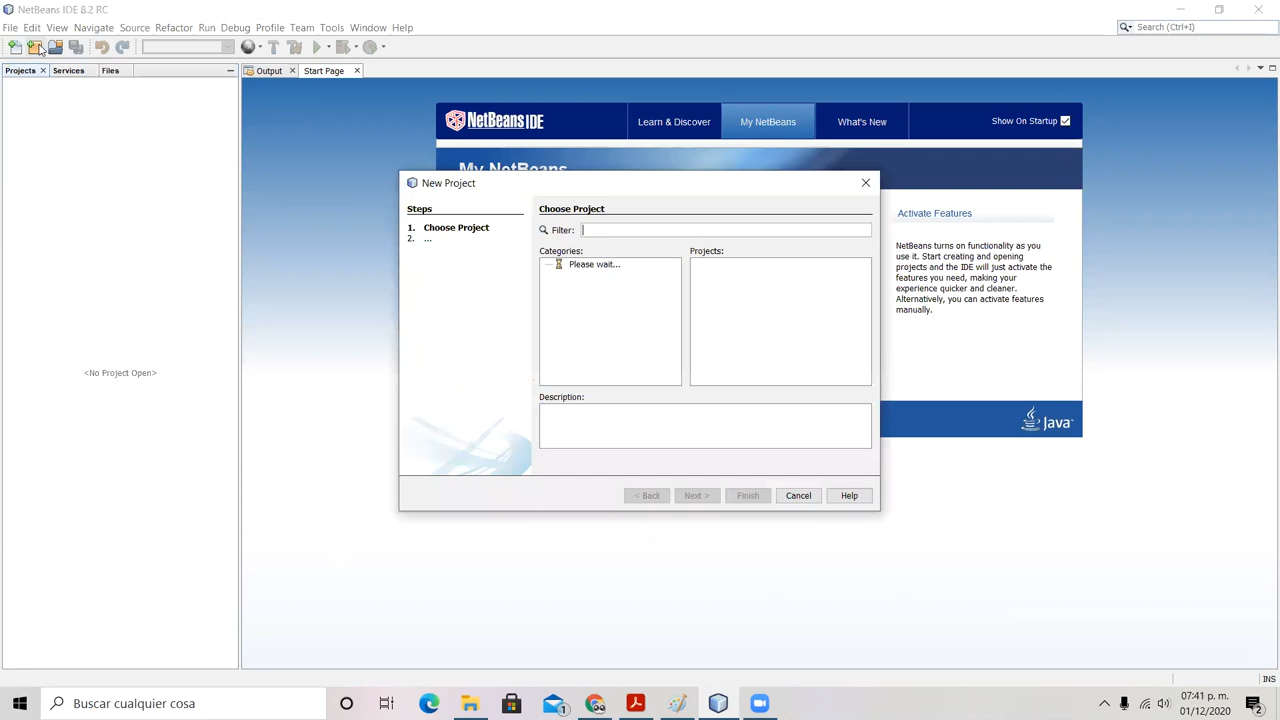 NetBeans IDE 8.2 RC
File Edit View Navigate Source Refactor Run Debug Profile Team Tools Window Help
Search (Ctrl+I)
Projects Services Files
Output Start Page
NetBeans IDE
Learn & Discover My NetBeans What's New Show On Startup
My NetBeans
New Project
Steps
1. Choose Project
2. ...
Choose Project
Filter:
Categories: Projects:
Please wait...
Description:
< Back Next > Finish Cancel Help
Activate Features
NetBeans turns on functionality as you
use it. Start creating and opening
projects and the IDE will just activate the
features you need, making your
experience quicker and cleaner.
Alternatively, you can activate features
manually.
Java
<No Project Open>
INS
Buscar cualquier cosa
1
07:41 p. m.
01/12/2020
2